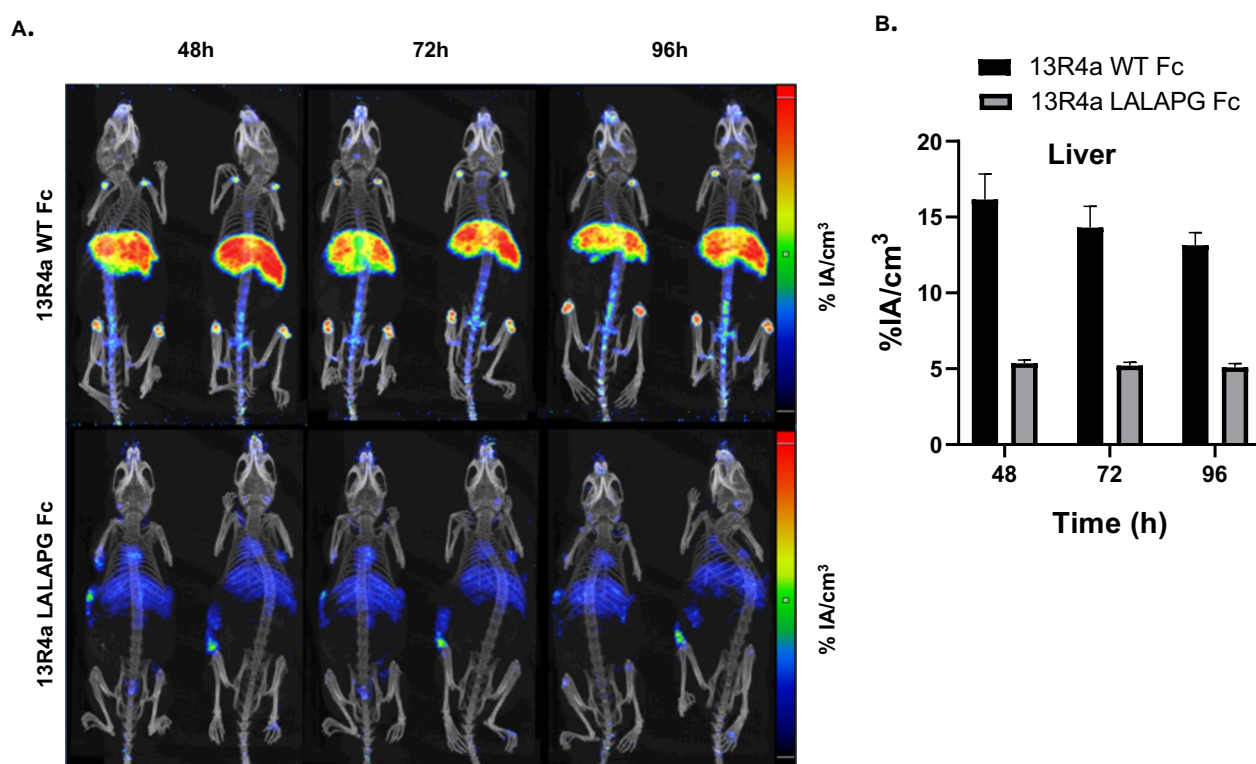 A.
48h
72h
96h
13R4a WT Fc
% IA/cm³
13R4a LALAPG Fc
% IA/cm³
B.
13R4a WT Fc
13R4a LALAPG Fc
Liver
%IA/cm³
20
15
10
5
0
48
72
96
Time (h)